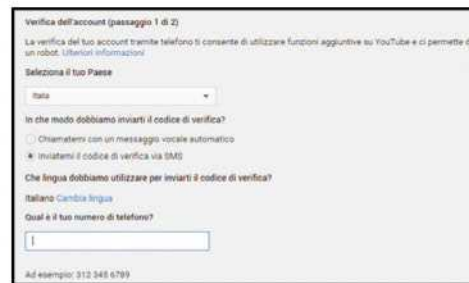 Verifica dell'account (passaggio 1 di 2)
La verifica del tuo account tramite telefono ti consente di utilizzare funzioni aggiuntive su YouTube e ci permette d
un robot. Ulteriori informazioni
Seleziona il tuo Paese
Italia
In che modo dobbiamo inviarti il codice di verifica?
Chiamatemi con un messaggio vocale automatico
Inviatemi il codice di verifica via SMS
Che lingua dobbiamo utilizzare per inviarti il codice di verifica?
Italiano Cambia lingua
Qual è il tuo numero di telefono?
Ad esempio: 312 345 6789